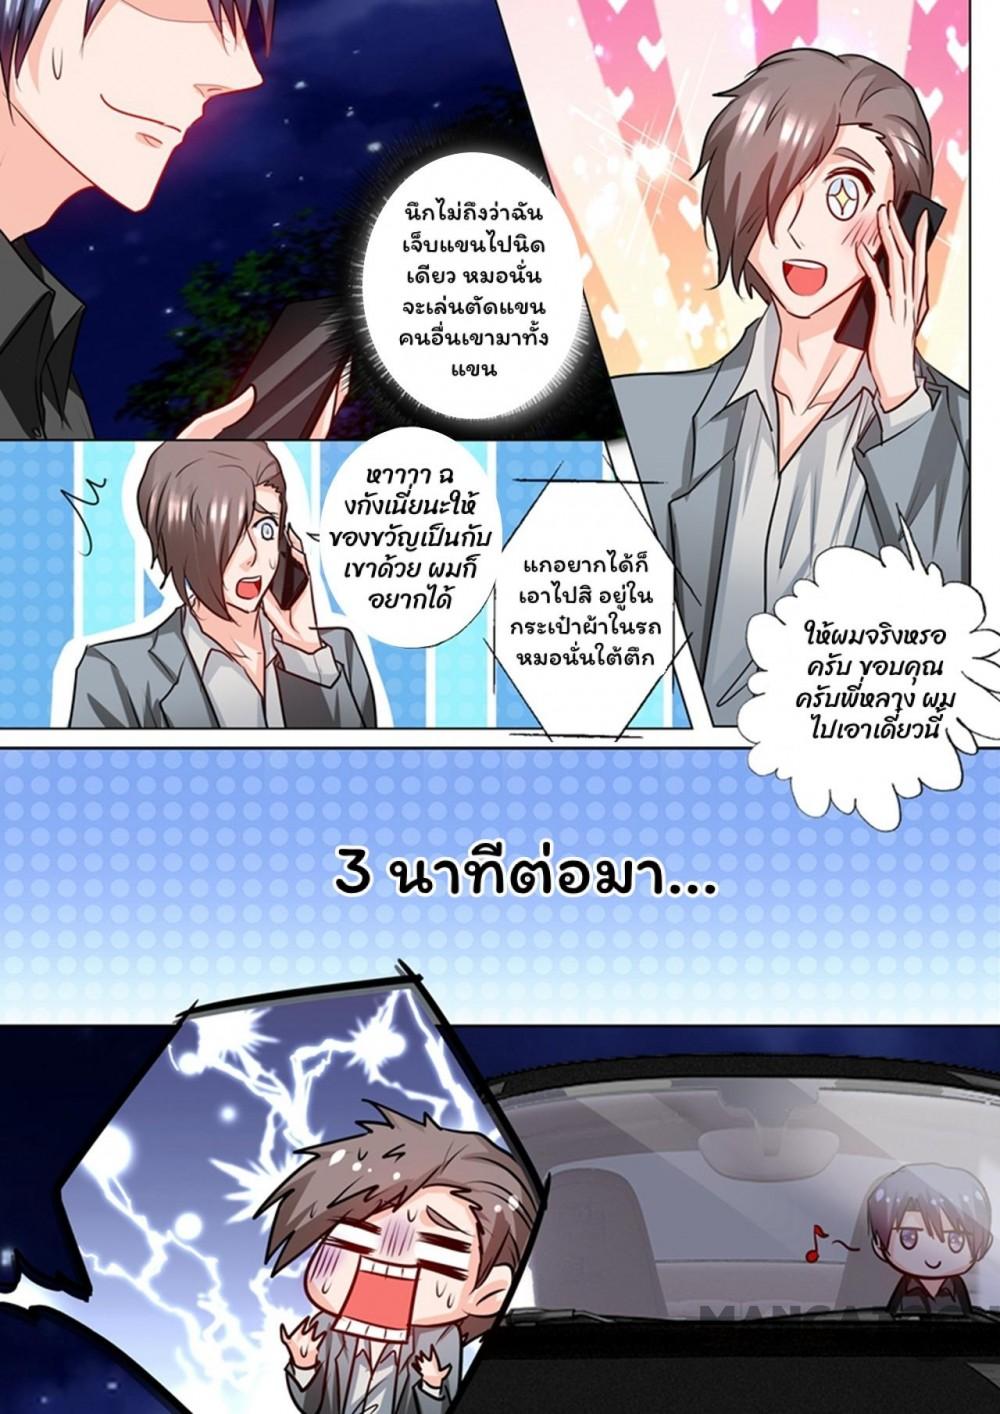 นึกไม่ถึงว่าฉัน
เจ็บแขนไปนิด
เดียว หมอนั่น
จะเล่นตัดแขน
คนอื่นเขามาทั้ง
แขน
หาาาา ฉ
งกังเนี่ยนะให้
ของขวัญเป็นกับ
เขาด้วย ผมก็
อยากได้
แกอยากได้ก็
เอาไปสิ อยู่ใน
กระเป๋าผ้าในรถ
หมอนั่นใต้ตึก
ให้ผมจริงหรอ
ครับ ขอบคุณ
ครับพี่หลาง ผม
ไปเอาเดี๋ยวนี้
3 นาทีต่อมา...